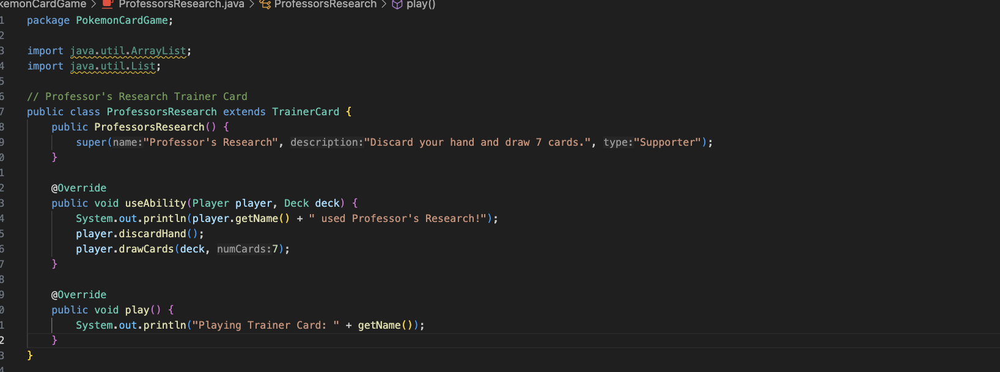 kemonCardGame > ProfessorsResearch.java > ProfessorsResearch > play()
1 package PokemonCardGame;
2
3 import java.util.ArrayList;
4 import java.util.List;
5
6 // Professor's Research Trainer Card
7 public class ProfessorsResearch extends TrainerCard {
8 public ProfessorsResearch() {
9 super(name:"Professor's Research", description:"Discard your hand and draw 7 cards.", type:"Supporter");
0 }
1
2 @Override
3 public void useAbility(Player player, Deck deck) {
4 System.out.println(player.getName() + " used Professor's Research!");
5 player.discardHand();
6 player.drawCards(deck, numCards:7);
7 }
8
9 @Override
0 public void play() {
1 System.out.println("Playing Trainer Card: " + getName());
2 }
3 }
4